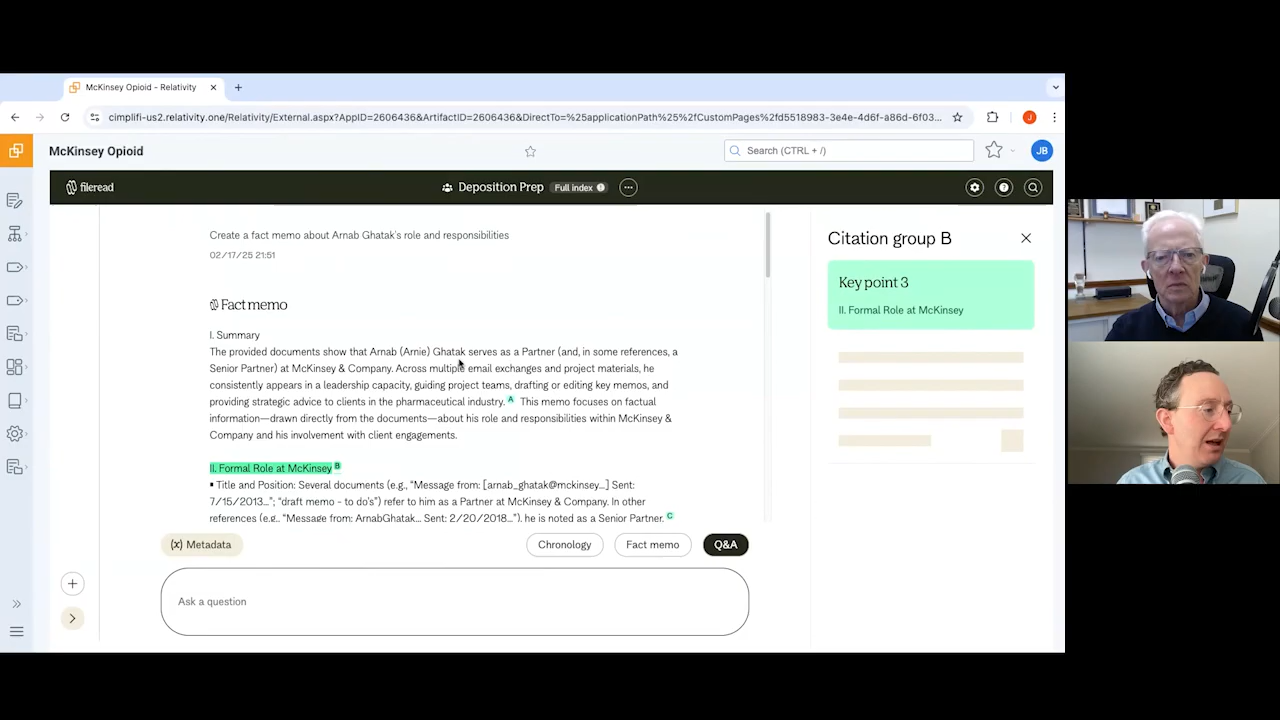 McKinsey Opioid - Relativity
cimplifi-us2.relativity.one/Relativity/External.aspx?AppID=2606436&ArtifactID=2606436&DirectTo=%25applicationPath%25%2fCustomPages%2fd5518983-3e4e-4d6f-a86d-6f03...
J
McKinsey Opioid
Search (CTRL + /)
JB
fileread
Deposition Prep
Full index
Create a fact memo about Arnab Ghatak's role and responsibilities
02/17/25 21:51
Fact memo
I. Summary
The provided documents show that Arnab (Arnie) Ghatak serves as a Partner (and, in some references, a
Senior Partner) at McKinsey & Company. Across multiple email exchanges and project materials, he
consistently appears in a leadership capacity, guiding project teams, drafting or editing key memos, and
providing strategic advice to clients in the pharmaceutical industry. A This memo focuses on factual
information—drawn directly from the documents—about his role and responsibilities within McKinsey &
Company and his involvement with client engagements.
II. Formal Role at McKinsey B
▪ Title and Position: Several documents (e.g., “Message from: [arnab_ghatak@mckinsey...] Sent:
7/15/2013...”; “draft memo - to do’s”) refer to him as a Partner at McKinsey & Company. In other
references (e.g., “Message from: ArnabGhatak... Sent: 2/20/2018...”), he is noted as a Senior Partner. C
(x) Metadata
Chronology
Fact memo
Q&A
Ask a question
Citation group B
Key point 3
II. Formal Role at McKinsey